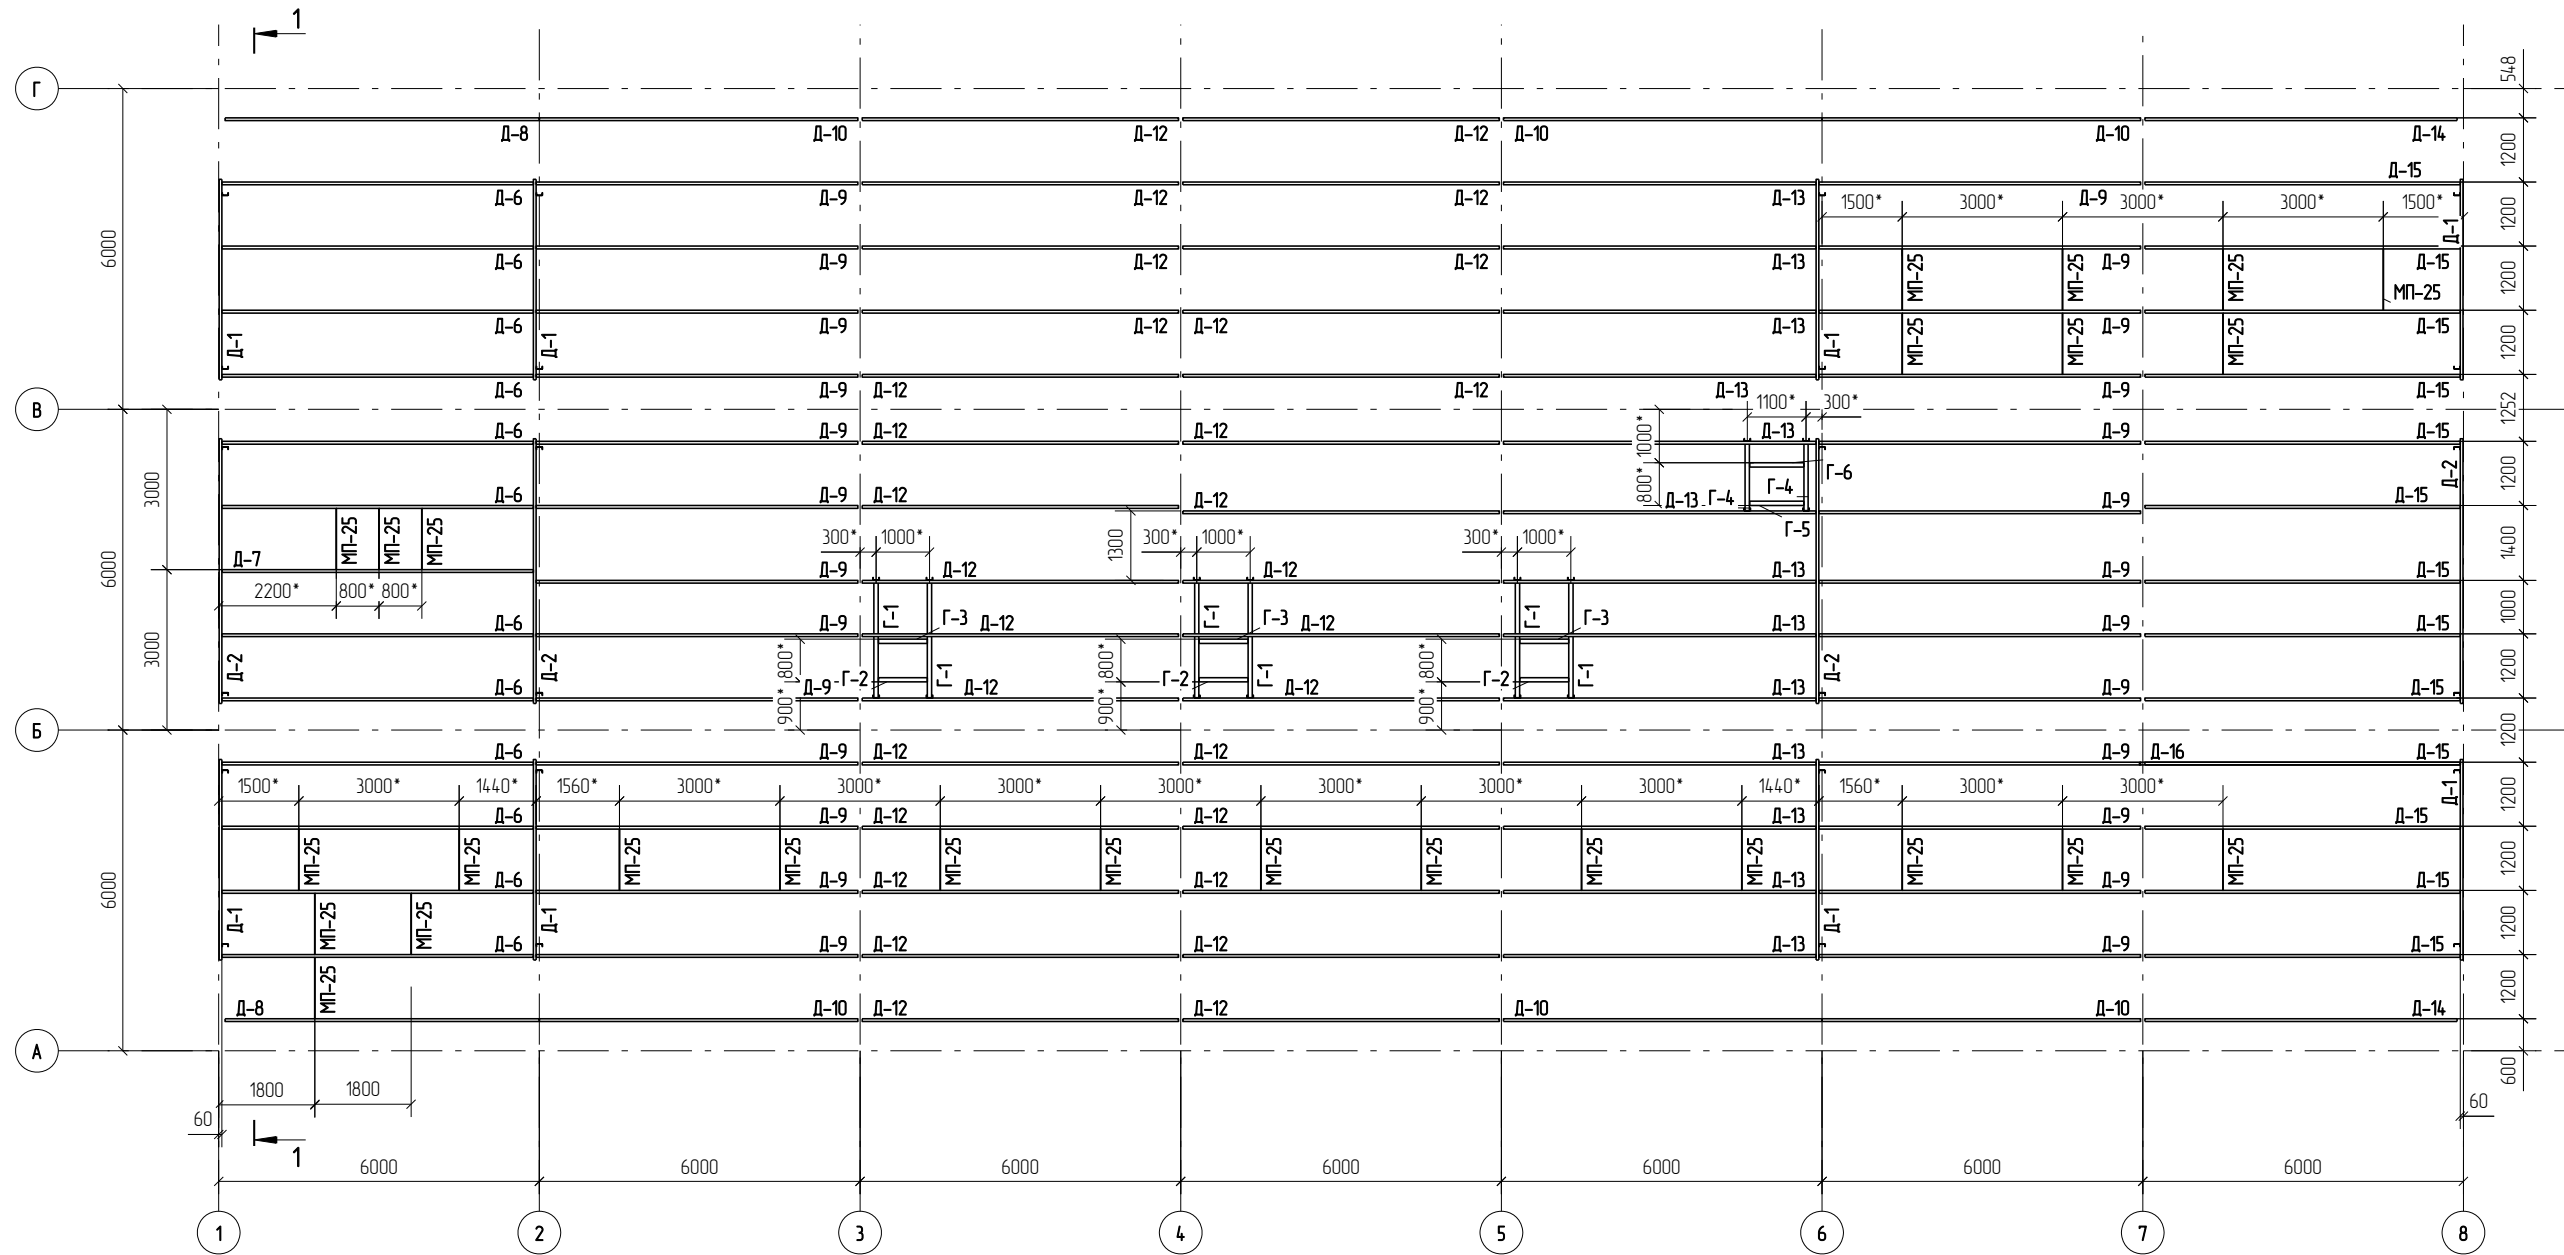 1
548
Г
Д-8 Д-10 Д-12 Д-12 Д-10 Д-10 Д-14
1200
Д-15
Д-6 Д-9 Д-12 Д-12 Д-13 1500* 3000* Д-9 3000* 3000* 1500*
1200
Д-1
6000
Д-6 Д-9 Д-12 Д-12 Д-13 МП-25 МП-25 Д-9 МП-25 Д-15
1200
МП-25
Д-6 Д-9 Д-12 Д-12 Д-13 МП-25 МП-25 Д-9 МП-25 Д-15
Д-1 Д-1 Д-1
1200
Д-6 Д-9 Д-12 Д-12 Д-13 Д-9 Д-15
1100* 300*
1252
В
Д-6 Д-9 Д-12 Д-12 1000* Д-13 Д-9 Д-15
3000
Г-6 Д-2
1200
800* Г-4
Д-6 Д-9 Д-12 Д-12 Д-13 Г-4 Д-9 Д-15
Г-5
МП-25 МП-25 МП-25
300* 1000* 1300 300* 1000* 300* 1000*
1400
Д-7
6000
Д-9 Д-12 Д-12 Д-13 Д-9 Д-15
2200* 800* 800*
Г-1 Г-1 Г-1
1000
Д-6 Д-9 Г-3 Д-12 Г-3 Д-12 Г-3 Д-13 Д-9 Д-15
3000
Д-2 Д-2 800* 800* 800* Д-2
Г-2 Г-1 Г-2 Г-1 Г-2 Г-1
1200
Д-6 Д-9 Д-12 Д-12 Д-13 Д-9 Д-15
900* 900* 900*
Б
1200
Д-6 Д-9 Д-12 Д-12 Д-13 Д-9 Д-16 Д-15
1500* 3000* 1440* 1560* 3000* 3000* 3000* 3000* 3000* 3000* 3000* 1440* 1560* 3000* 3000*
Д-1
1200
Д-6 Д-9 Д-12 Д-12 Д-13 Д-9 Д-15
МП-25 МП-25 МП-25 МП-25 МП-25 МП-25 МП-25 МП-25 МП-25 МП-25 МП-25 МП-25 МП-25
1200
Д-6 Д-9 Д-12 Д-12 Д-13 Д-9 Д-15
6000
Д-1 МП-25 МП-25 Д-1 Д-1
1200
Д-6 Д-9 Д-12 Д-12 Д-13 Д-9 Д-15
МП-25
1200
Д-8 Д-10 Д-12 Д-12 Д-10 Д-10 Д-14
А
600
1800 1800
60 60
1
6000 6000 6000 6000 6000 6000 6000
1 2 3 4 5 6 7 8